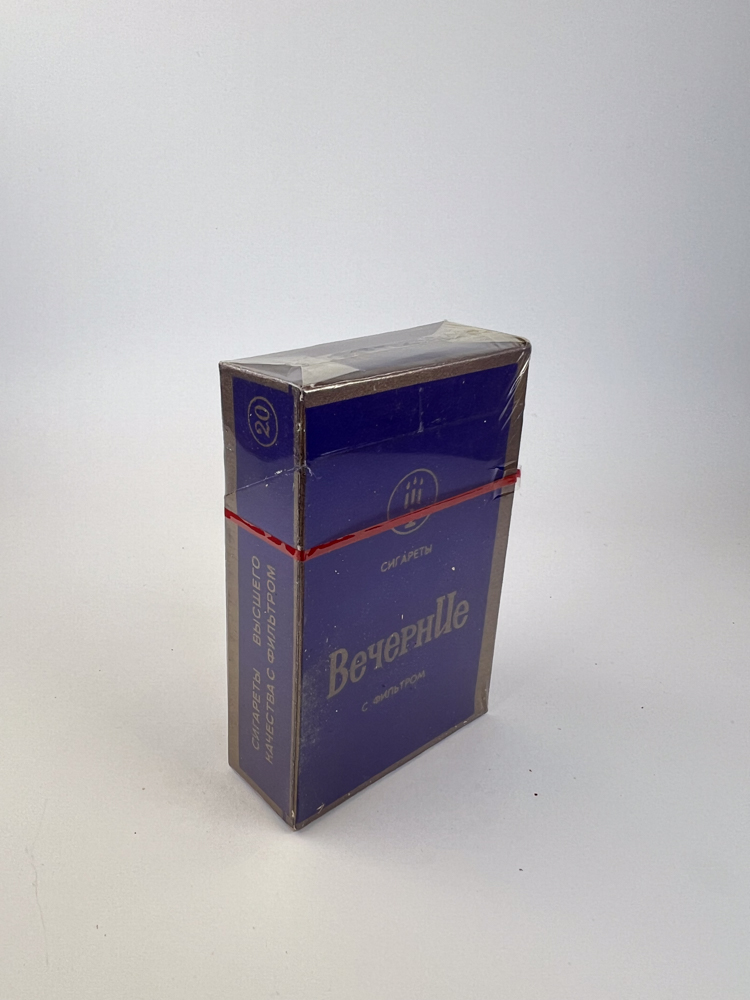 20
СИГАРЕТЫ ВЫСШЕГО
КАЧЕСТВА С ФИЛЬТРОМ
СИГАРЕТЫ
ВечернИе
С ФИЛЬТРОМ